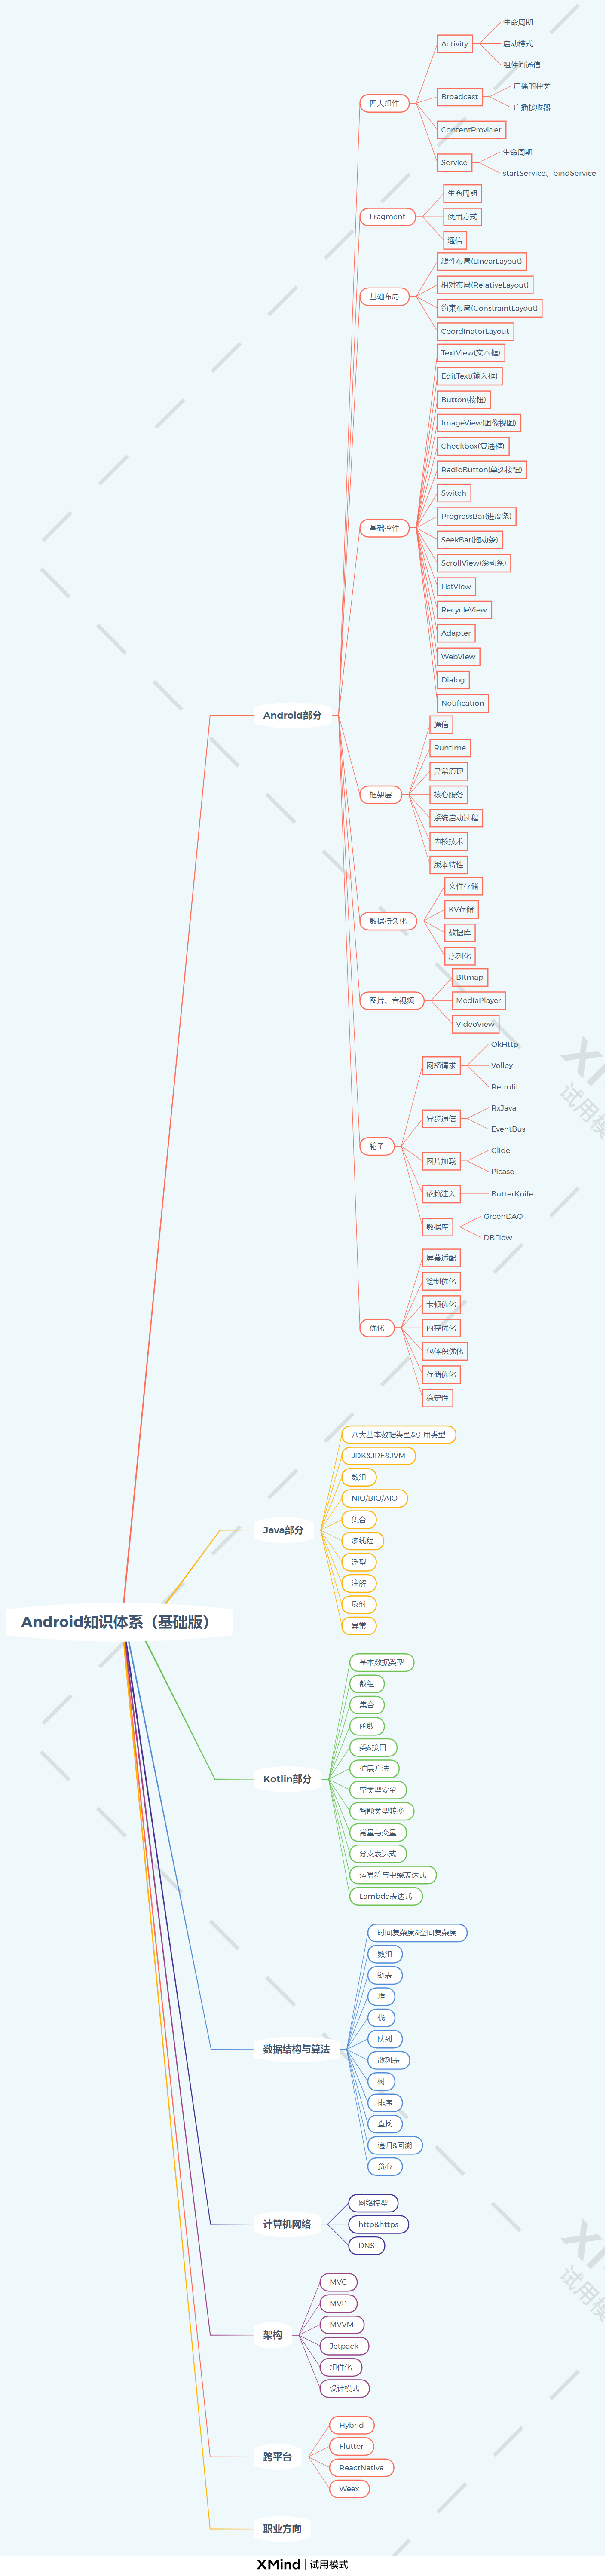 Android知识体系（基础版）
Android部分
四大组件
Activity
生命周期
启动模式
组件间通信
Broadcast
广播的种类
广播接收器
ContentProvider
Service
生命周期
startService、bindService
Fragment
生命周期
使用方式
通信
基础布局
线性布局(LinearLayout)
相对布局(RelativeLayout)
约束布局(ConstraintLayout)
CoordinatorLayout
基础控件
TextView(文本框)
EditText(输入框)
Button(按钮)
ImageView(图像视图)
Checkbox(复选框)
RadioButton(单选按钮)
Switch
ProgressBar(进度条)
SeekBar(拖动条)
ScrollView(滚动条)
ListView
RecycleView
Adapter
WebView
Dialog
Notification
框架层
通信
Runtime
异常原理
核心服务
系统启动过程
内核技术
版本特性
数据持久化
文件存储
KV存储
数据库
序列化
图片、音视频
Bitmap
MediaPlayer
VideoView
轮子
网络请求
OkHttp
Volley
Retrofit
异步通信
RxJava
EventBus
图片加载
Glide
Picaso
依赖注入
ButterKnife
数据库
GreenDAO
DBFlow
优化
屏幕适配
绘制优化
卡顿优化
内存优化
包体积优化
存储优化
稳定性
Java部分
八大基本数据类型&引用类型
JDK&JRE&JVM
数组
NIO/BIO/AIO
集合
多线程
泛型
注解
反射
异常
Kotlin部分
基本数据类型
数组
集合
函数
类&接口
扩展方法
空类型安全
智能类型转换
常量与变量
分支表达式
运算符与中缀表达式
Lambda表达式
数据结构与算法
时间复杂度&空间复杂度
数组
链表
堆
栈
队列
散列表
树
排序
查找
递归&回溯
贪心
计算机网络
网络模型
http&https
DNS
架构
MVC
MVP
MVVM
Jetpack
组件化
设计模式
跨平台
Hybrid
Flutter
ReactNative
Weex
职业方向
XMind | 试用模式